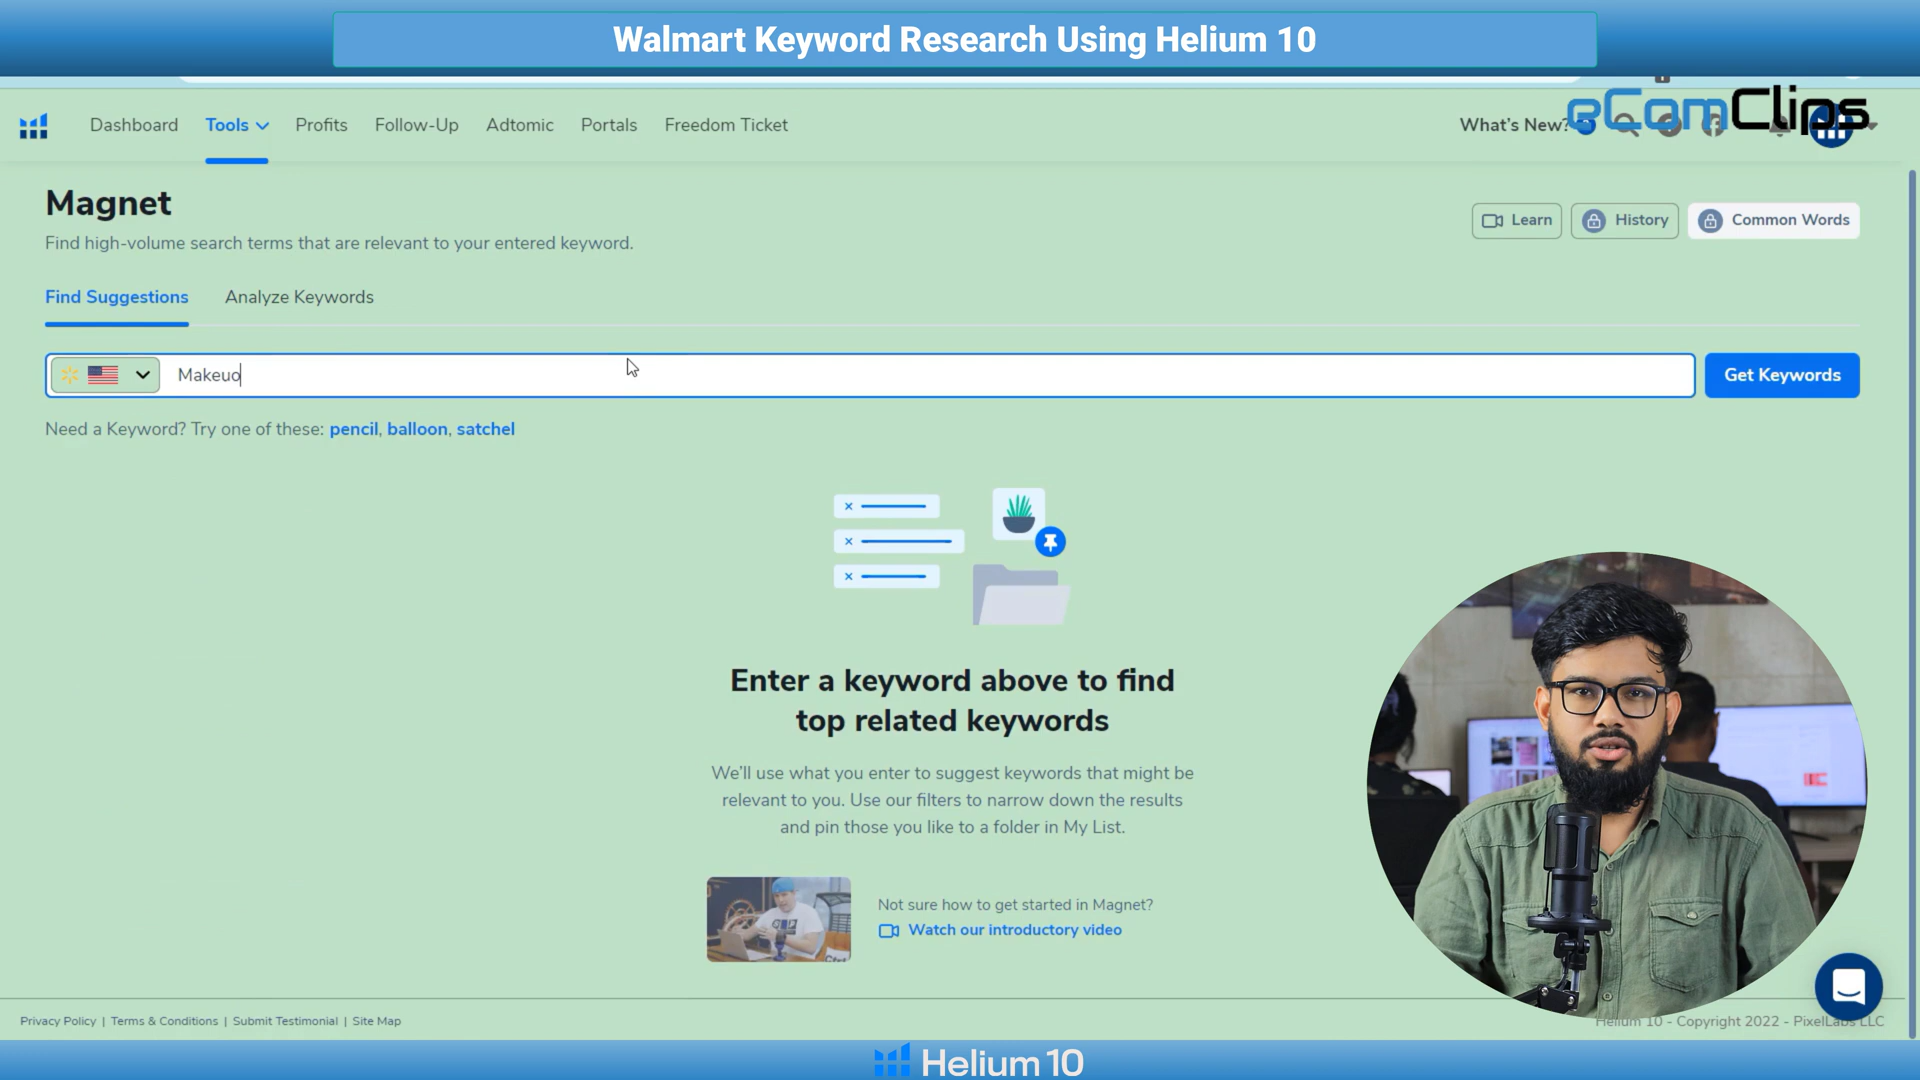 Walmart Keyword Research Using Helium 10
eComClips
Dashboard Tools Profits Follow-Up Adtomic Portals Freedom Ticket What's New?
Magnet
Find high-volume search terms that are relevant to your entered keyword.
Learn History Common Words
Find Suggestions Analyze Keywords
Makeuo
Get Keywords
Need a Keyword? Try one of these: pencil, balloon, satchel
Enter a keyword above to find
top related keywords
We'll use what you enter to suggest keywords that might be
relevant to you. Use our filters to narrow down the results
and pin those you like to a folder in My List.
Not sure how to get started in Magnet?
Watch our introductory video
Privacy Policy | Terms & Conditions | Submit Testimonial | Site Map
Helium 10 - Copyright 2022 - PixelLabs LLC
Helium 10